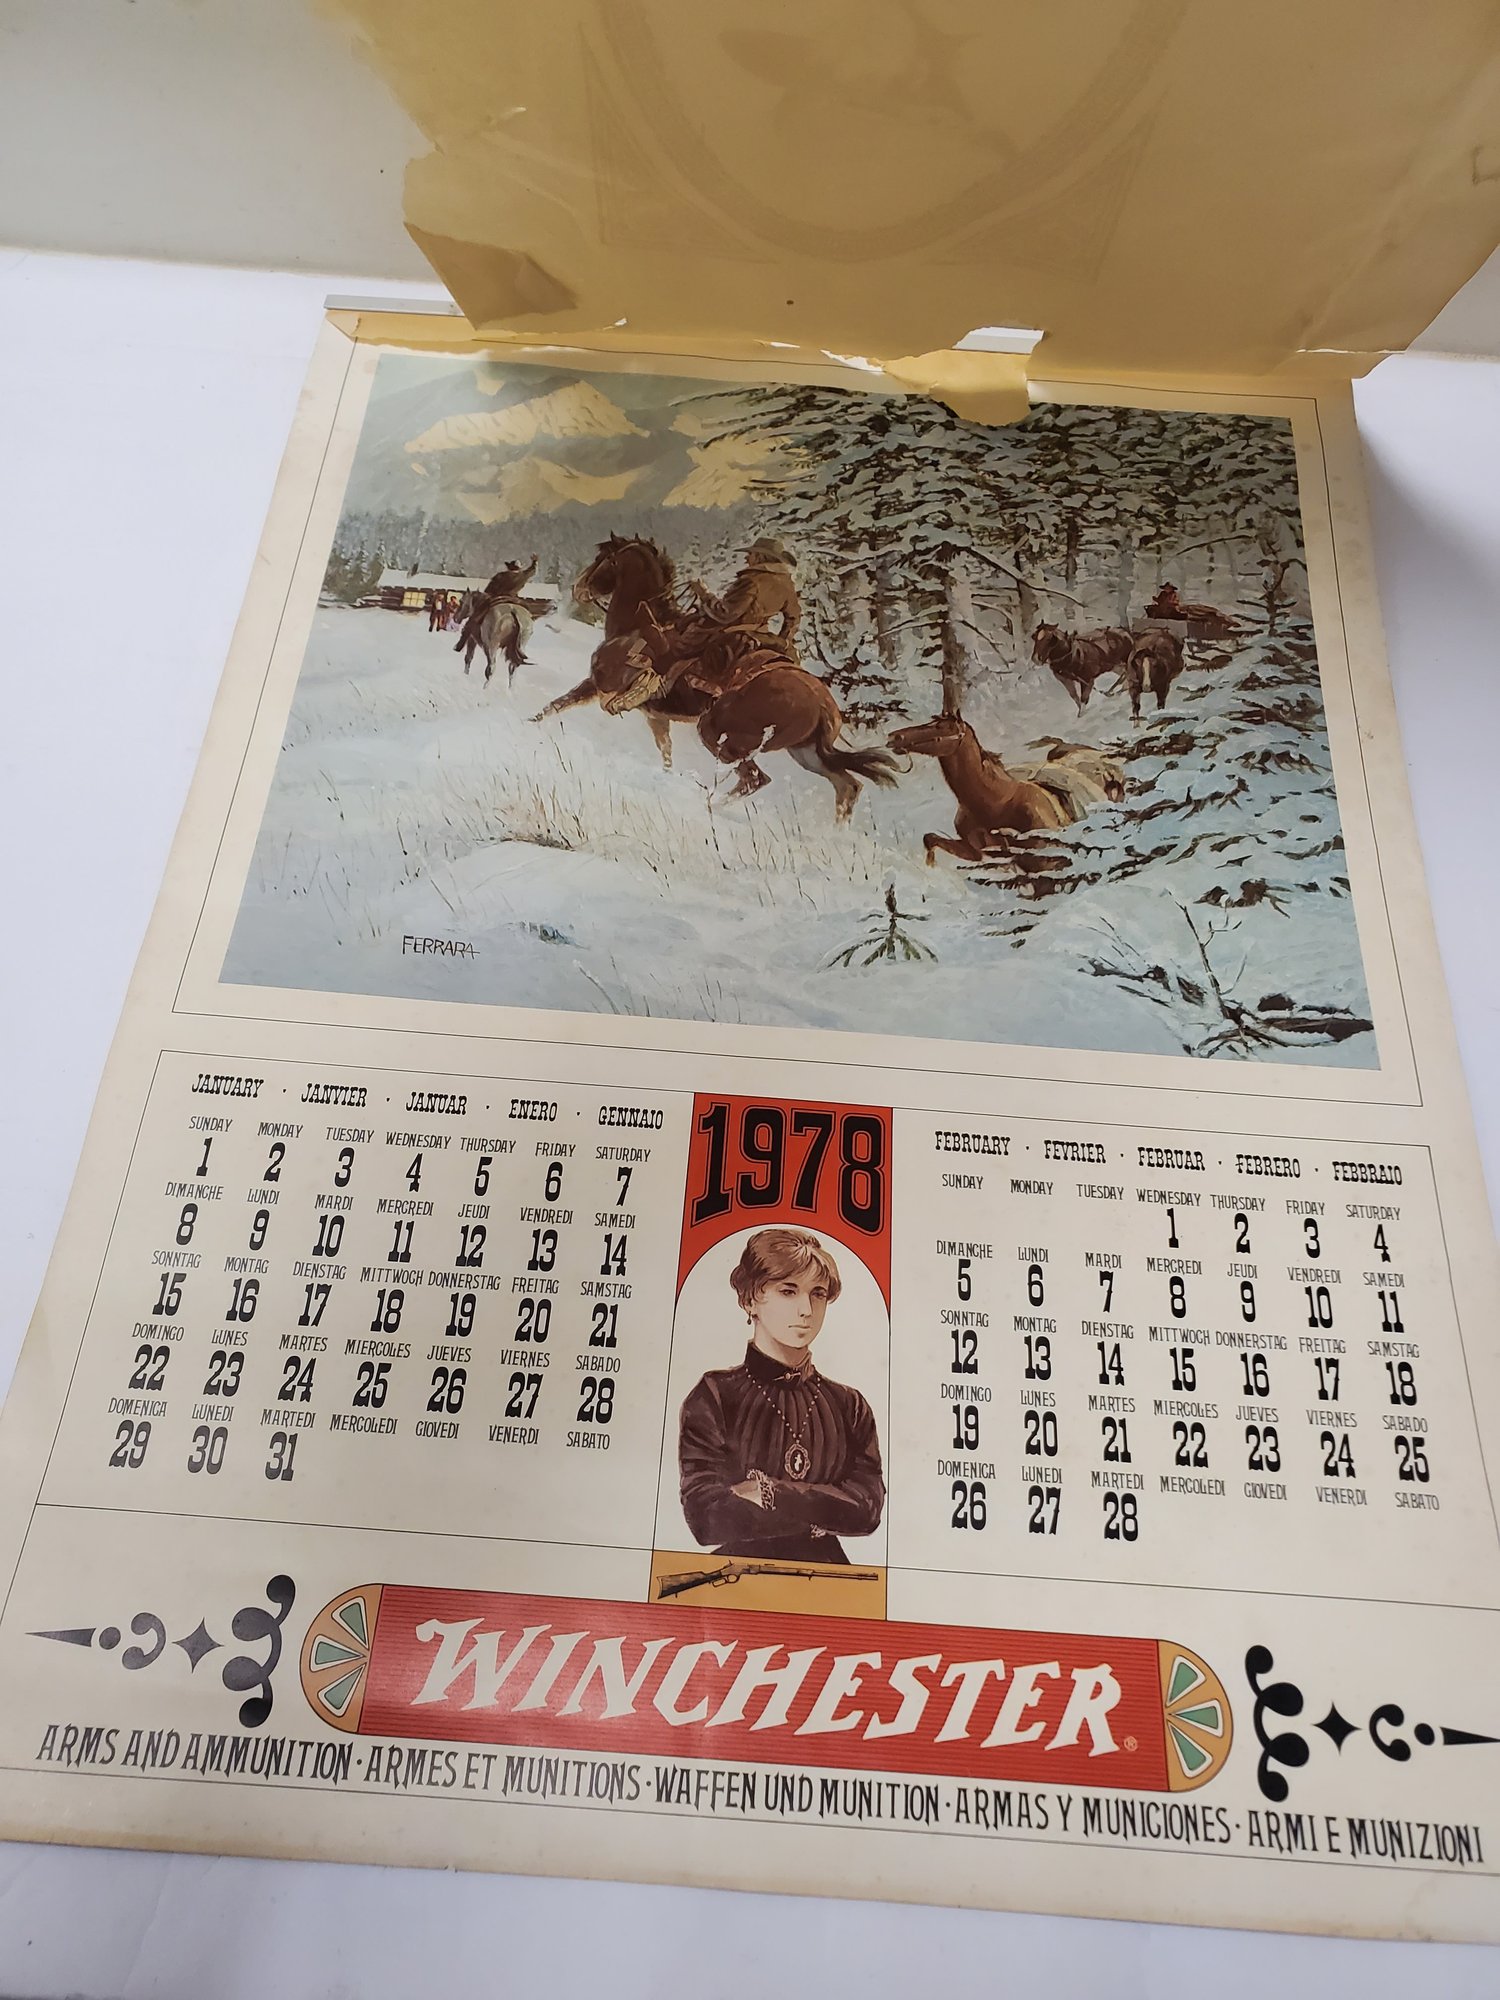 FERRARA
JANUARY · JANVIER · JANUAR · ENERO · GENNAIO
SUNDAY MONDAY TUESDAY WEDNESDAY THURSDAY FRIDAY SATURDAY
1 2 3 4 5 6 7
DIMANCHE LUNDI MARDI MERCREDI JEUDI VENDREDI SAMEDI
8 9 10 11 12 13 14
SONNTAG MONTAG DIENSTAG MITTWOCH DONNERSTAG FREITAG SAMSTAG
15 16 17 18 19 20 21
DOMINGO LUNES MARTES MIERCOLES JUEVES VIERNES SABADO
22 23 24 25 26 27 28
DOMENICA LUNEDI MARTEDI MERCOLEDI GIOVEDI VENERDI SABATO
29 30 31
1978
FEBRUARY · FEVRIER · FEBRUAR · FEBRERO · FEBBRAIO
SUNDAY MONDAY TUESDAY WEDNESDAY THURSDAY FRIDAY SATURDAY
1 2 3 4
DIMANCHE LUNDI MARDI MERCREDI JEUDI VENDREDI SAMEDI
5 6 7 8 9 10 11
SONNTAG MONTAG DIENSTAG MITTWOCH DONNERSTAG FREITAG SAMSTAG
12 13 14 15 16 17 18
DOMINGO LUNES MARTES MIERCOLES JUEVES VIERNES SABADO
19 20 21 22 23 24 25
DOMENICA LUNEDI MARTEDI MERCOLEDI GIOVEDI VENERDI SABATO
26 27 28
WINCHESTER®
ARMS AND AMMUNITION · ARMES ET MUNITIONS · WAFFEN UND MUNITION · ARMAS Y MUNICIONES · ARMI E MUNIZIONI